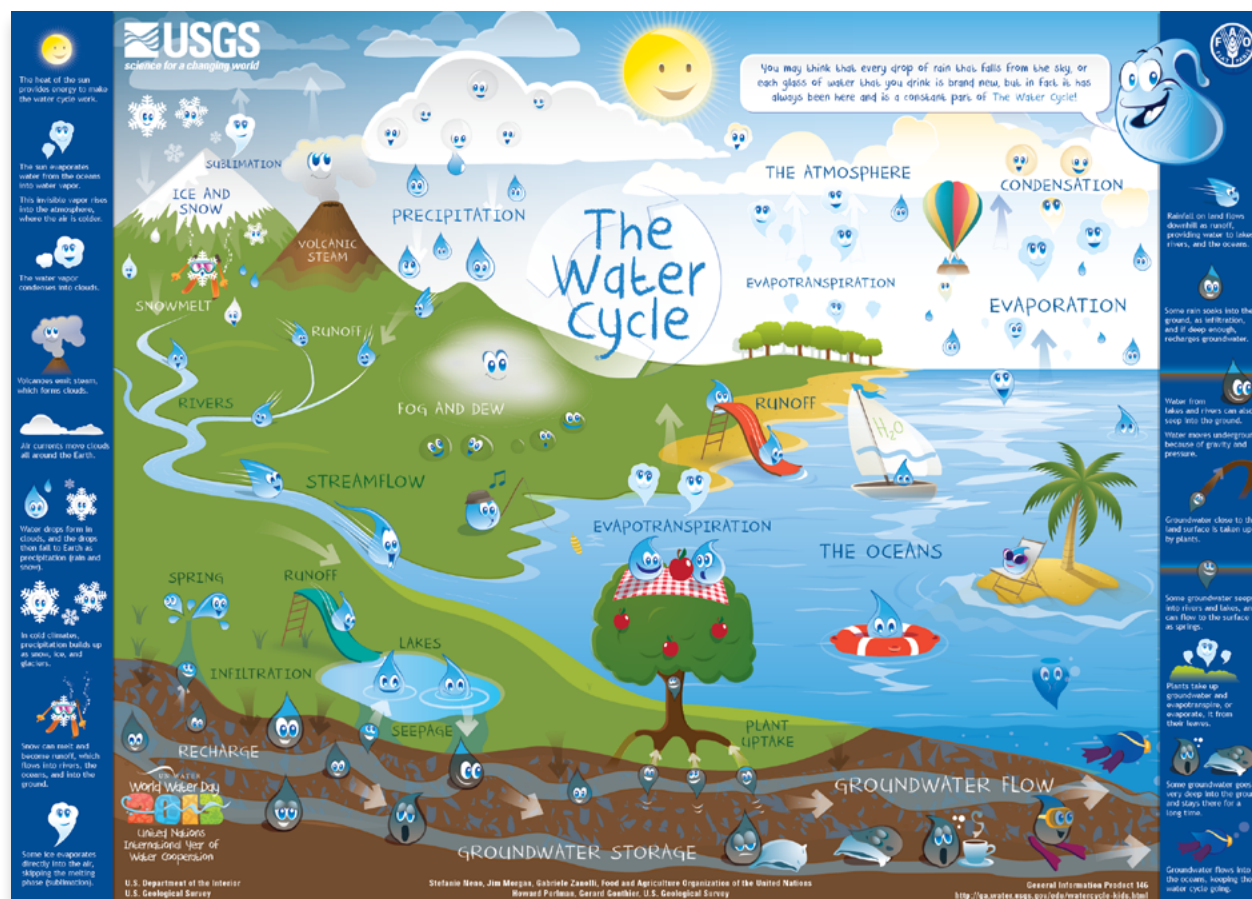 USGS
science for a changing world
You may think that every drop of rain that falls from the sky, or
each glass of water that you drink is brand new, but in fact it has
always been here and is a constant part of The Water Cycle!
FAO
FIAT PANIS
The heat of the sun
provides energy to make
the water cycle work.
The sun evaporates
water from the oceans
into water vapor.
This invisible vapor rises
into the atmosphere,
where the air is colder.
The water vapor
condenses into clouds.
Volcanoes emit steam,
which forms clouds.
Air currents move clouds
all around the Earth.
Water drops form in
clouds, and the drops
then fall to Earth as
precipitation (rain and
snow).
In cold climates,
precipitation builds up
as snow, ice, and
glaciers.
Snow can melt and
become runoff, which
flows into rivers, the
oceans, and into the
ground.
Some ice evaporates
directly into the air,
skipping the melting
phase (sublimation).
SUBLIMATION
ICE AND
SNOW
VOLCANIC
STEAM
PRECIPITATION
The
Water
Cycle
THE ATMOSPHERE
CONDENSATION
EVAPOTRANSPIRATION
EVAPORATION
SNOWMELT
RUNOFF
RIVERS
FOG AND DEW
RUNOFF
H2O
STREAMFLOW
EVAPOTRANSPIRATION
THE OCEANS
SPRING
RUNOFF
LAKES
INFILTRATION
SEEPAGE
PLANT
UPTAKE
RECHARGE
GROUNDWATER FLOW
GROUNDWATER STORAGE
UN WATER
World Water Day
2013
United Nations
International Year of
Water Cooperation
Rainfall on land flows
downhill as runoff,
providing water to lakes
rivers, and the oceans.
Some rain soaks into the
ground, as infiltration,
and if deep enough,
recharges groundwater.
Water from
lakes and rivers can also
seep into the ground.
Water moves underground
because of gravity and
pressure.
Groundwater close to the
land surface is taken up
by plants.
Some groundwater seeps
into rivers and lakes, and
can flow to the surface
as springs.
Plants take up
groundwater and
evapotranspire, or
evaporate, it from
their leaves.
Some groundwater goes
very deep into the ground
and stays there for a
long time.
Groundwater flows into
the oceans, keeping the
water cycle going.
U.S. Department of the Interior
U.S. Geological Survey
Stefanie Neno, Jim Morgan, Gabriele Zanolli, Food and Agriculture Organization of the United Nations
Howard Perlman, Gerard Gonthier, U.S. Geological Survey
General Information Product 146
http://ga.water.usgs.gov/edu/watercycle-kids.html